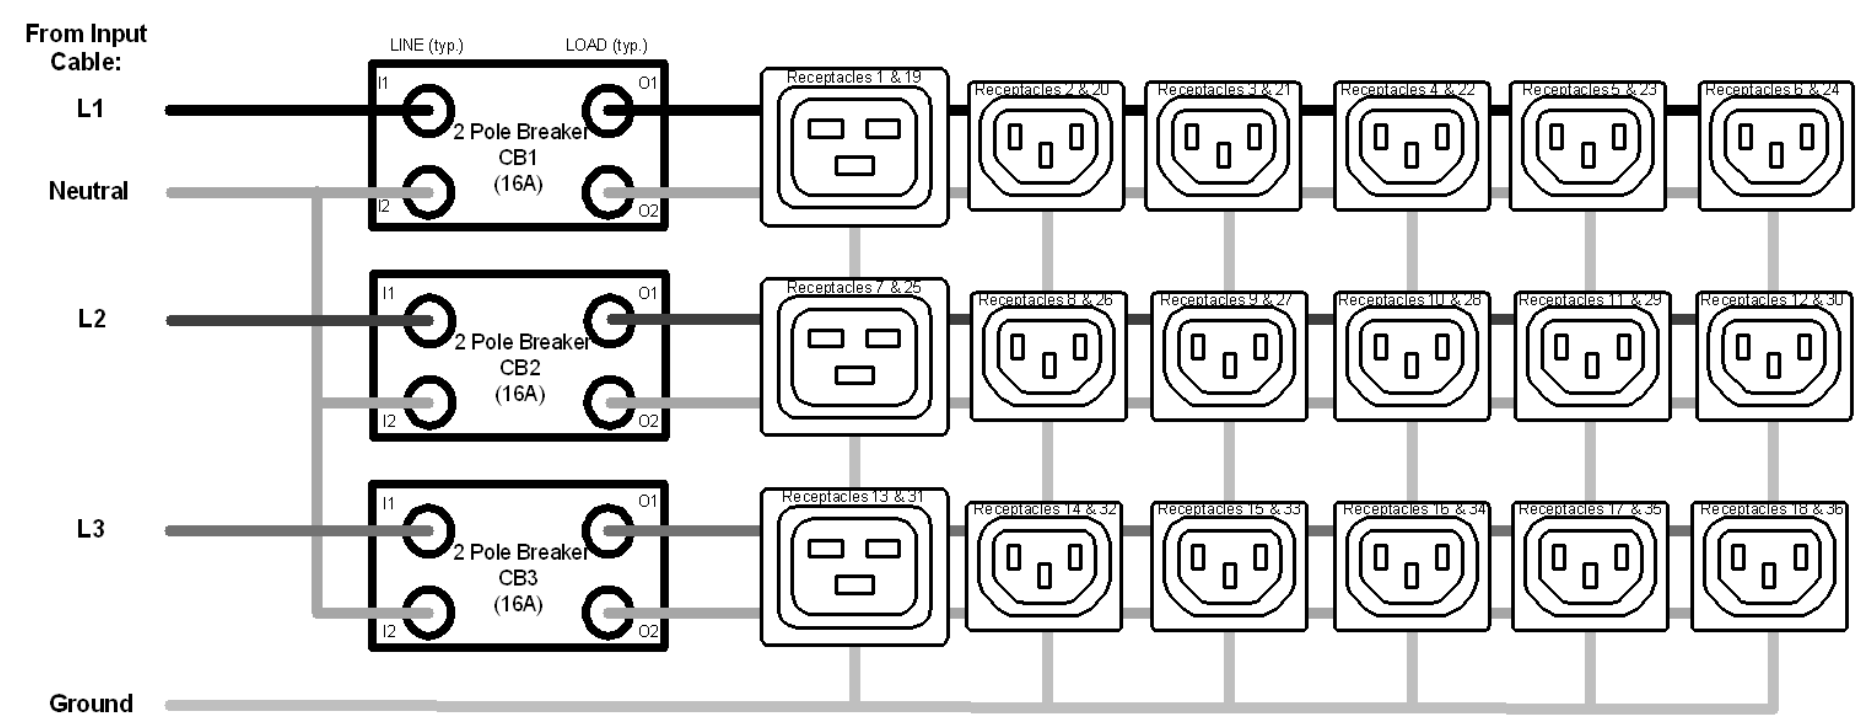 From Input
Cable:
LINE (typ.)
LOAD (typ.)
L1
I1
O1
2 Pole Breaker
CB1
(16A)
Neutral
I2
O2
Receptacles 1 & 19
Receptacles 2 & 20
Receptacles 3 & 21
Receptacles 4 & 22
Receptacles 5 & 23
Receptacles 6 & 24
L2
I1
O1
2 Pole Breaker
CB2
(16A)
I2
O2
Receptacles 7 & 25
Receptacles 8 & 26
Receptacles 9 & 27
Receptacles 10 & 28
Receptacles 11 & 29
Receptacles 12 & 30
L3
I1
O1
2 Pole Breaker
CB3
(16A)
I2
O2
Receptacles 13 & 31
Receptacles 14 & 32
Receptacles 15 & 33
Receptacles 16 & 34
Receptacles 17 & 35
Receptacles 18 & 36
Ground